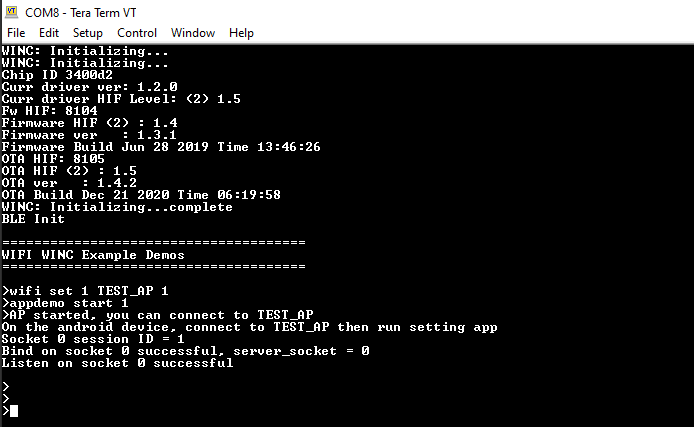 COM8 - Tera Term VT
File Edit Setup Control Window Help
WINC: Initializing...
WINC: Initializing...
Chip ID 3400d2
Curr driver ver: 1.2.0
Curr driver HIF Level: (2) 1.5
Fw HIF: 8104
Firmware HIF (2) : 1.4
Firmware ver   : 1.3.1
Firmware Build Jun 28 2019 Time 13:46:26
OTA HIF: 8105
OTA HIF (2) : 1.5
OTA ver   : 1.4.2
OTA Build Dec 21 2020 Time 06:19:58
WINC: Initializing...complete
BLE Init
=======================================
WIFI WINC Example Demos
=======================================
>wifi set 1 TEST_AP 1
>appdemo start 1
>AP started, you can connect to TEST_AP
On the android device, connect to TEST_AP then run setting app
Socket 0 session ID = 1
Bind on socket 0 successful, server_socket = 0
Listen on socket 0 successful
>
>
>